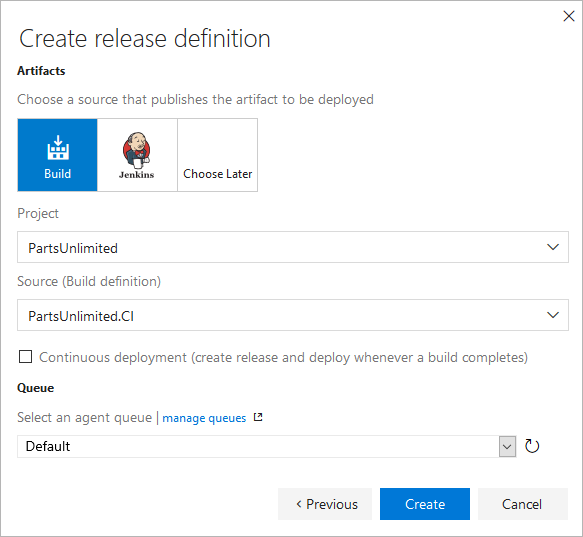 Create release definition
Artifacts
Choose a source that publishes the artifact to be deployed
Build
Jenkins
Choose Later
Project
PartsUnlimited
Source (Build definition)
PartsUnlimited.CI
Continuous deployment (create release and deploy whenever a build completes)
Queue
Select an agent queue | manage queues
Default
Previous
Create
Cancel